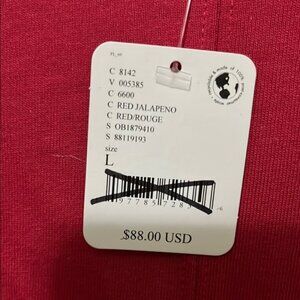 C 8142
V 005385
C 6600
C RED JALAPENO
C RED/ROUGE
S OB1879410
S 88119193
size
L
$88.00 USD